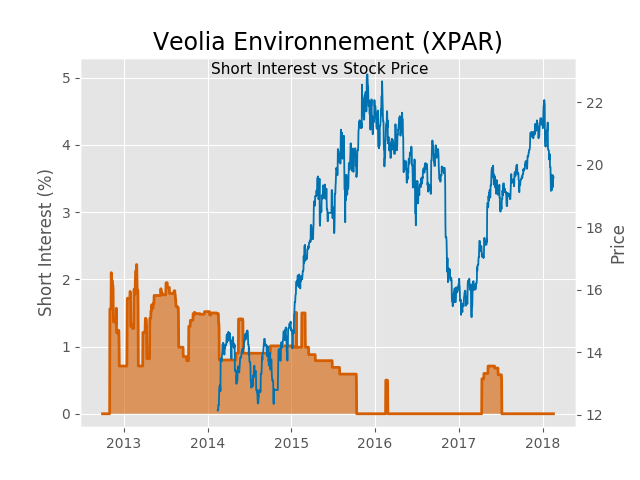 Veolia Environnement (XPAR)
Short Interest vs Stock Price
Short Interest (%)
5
4
3
2
1
0
22
20
18
16
14
12
Price
2013 2014 2015 2016 2017 2018